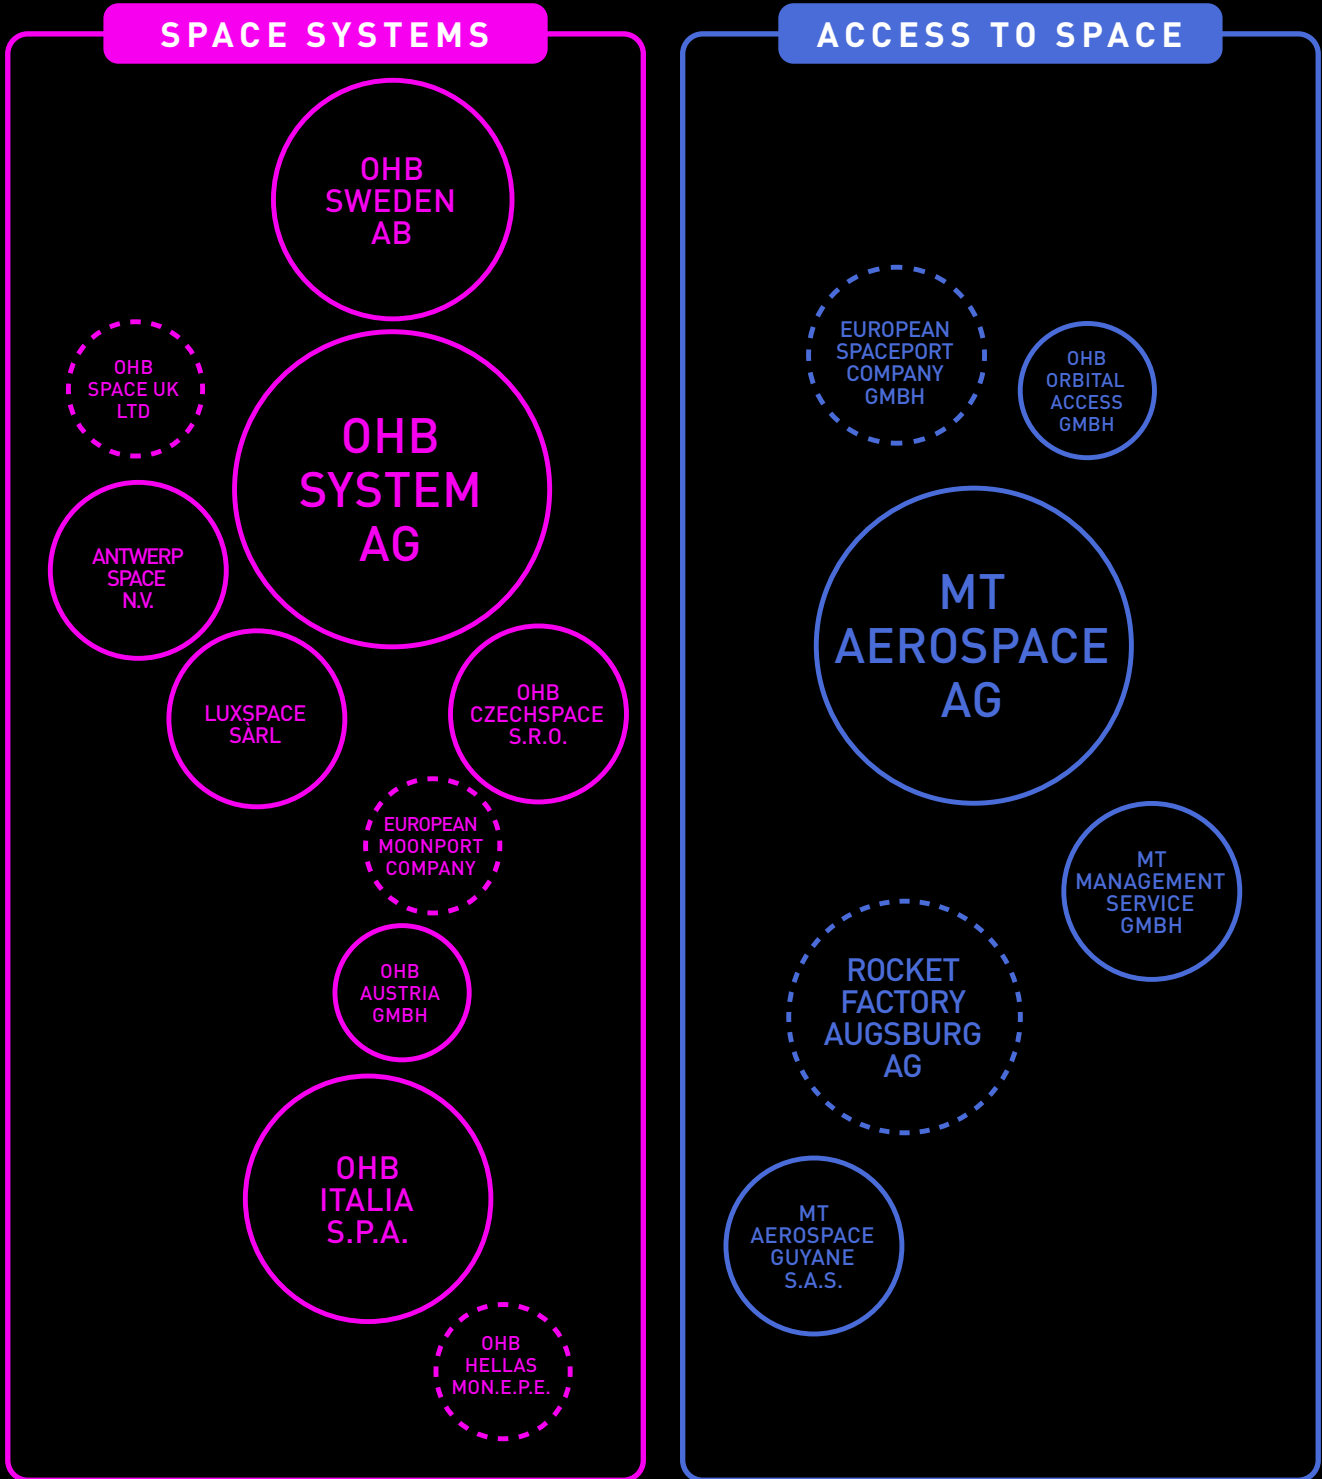 SPACE SYSTEMS
OHB
SWEDEN
AB
OHB
SPACE UK
LTD
OHB
SYSTEM
AG
ANTWERP
SPACE
N.V.
LUXSPACE
SÀRL
OHB
CZECHSPACE
S.R.O.
EUROPEAN
MOONPORT
COMPANY
OHB
AUSTRIA
GMBH
OHB
ITALIA
S.P.A.
OHB
HELLAS
MON.E.P.E.
ACCESS TO SPACE
EUROPEAN
SPACEPORT
COMPANY
GMBH
OHB
ORBITAL
ACCESS
GMBH
MT
AEROSPACE
AG
MT
MANAGEMENT
SERVICE
GMBH
ROCKET
FACTORY
AUGSBURG
AG
MT
AEROSPACE
GUYANE
S.A.S.